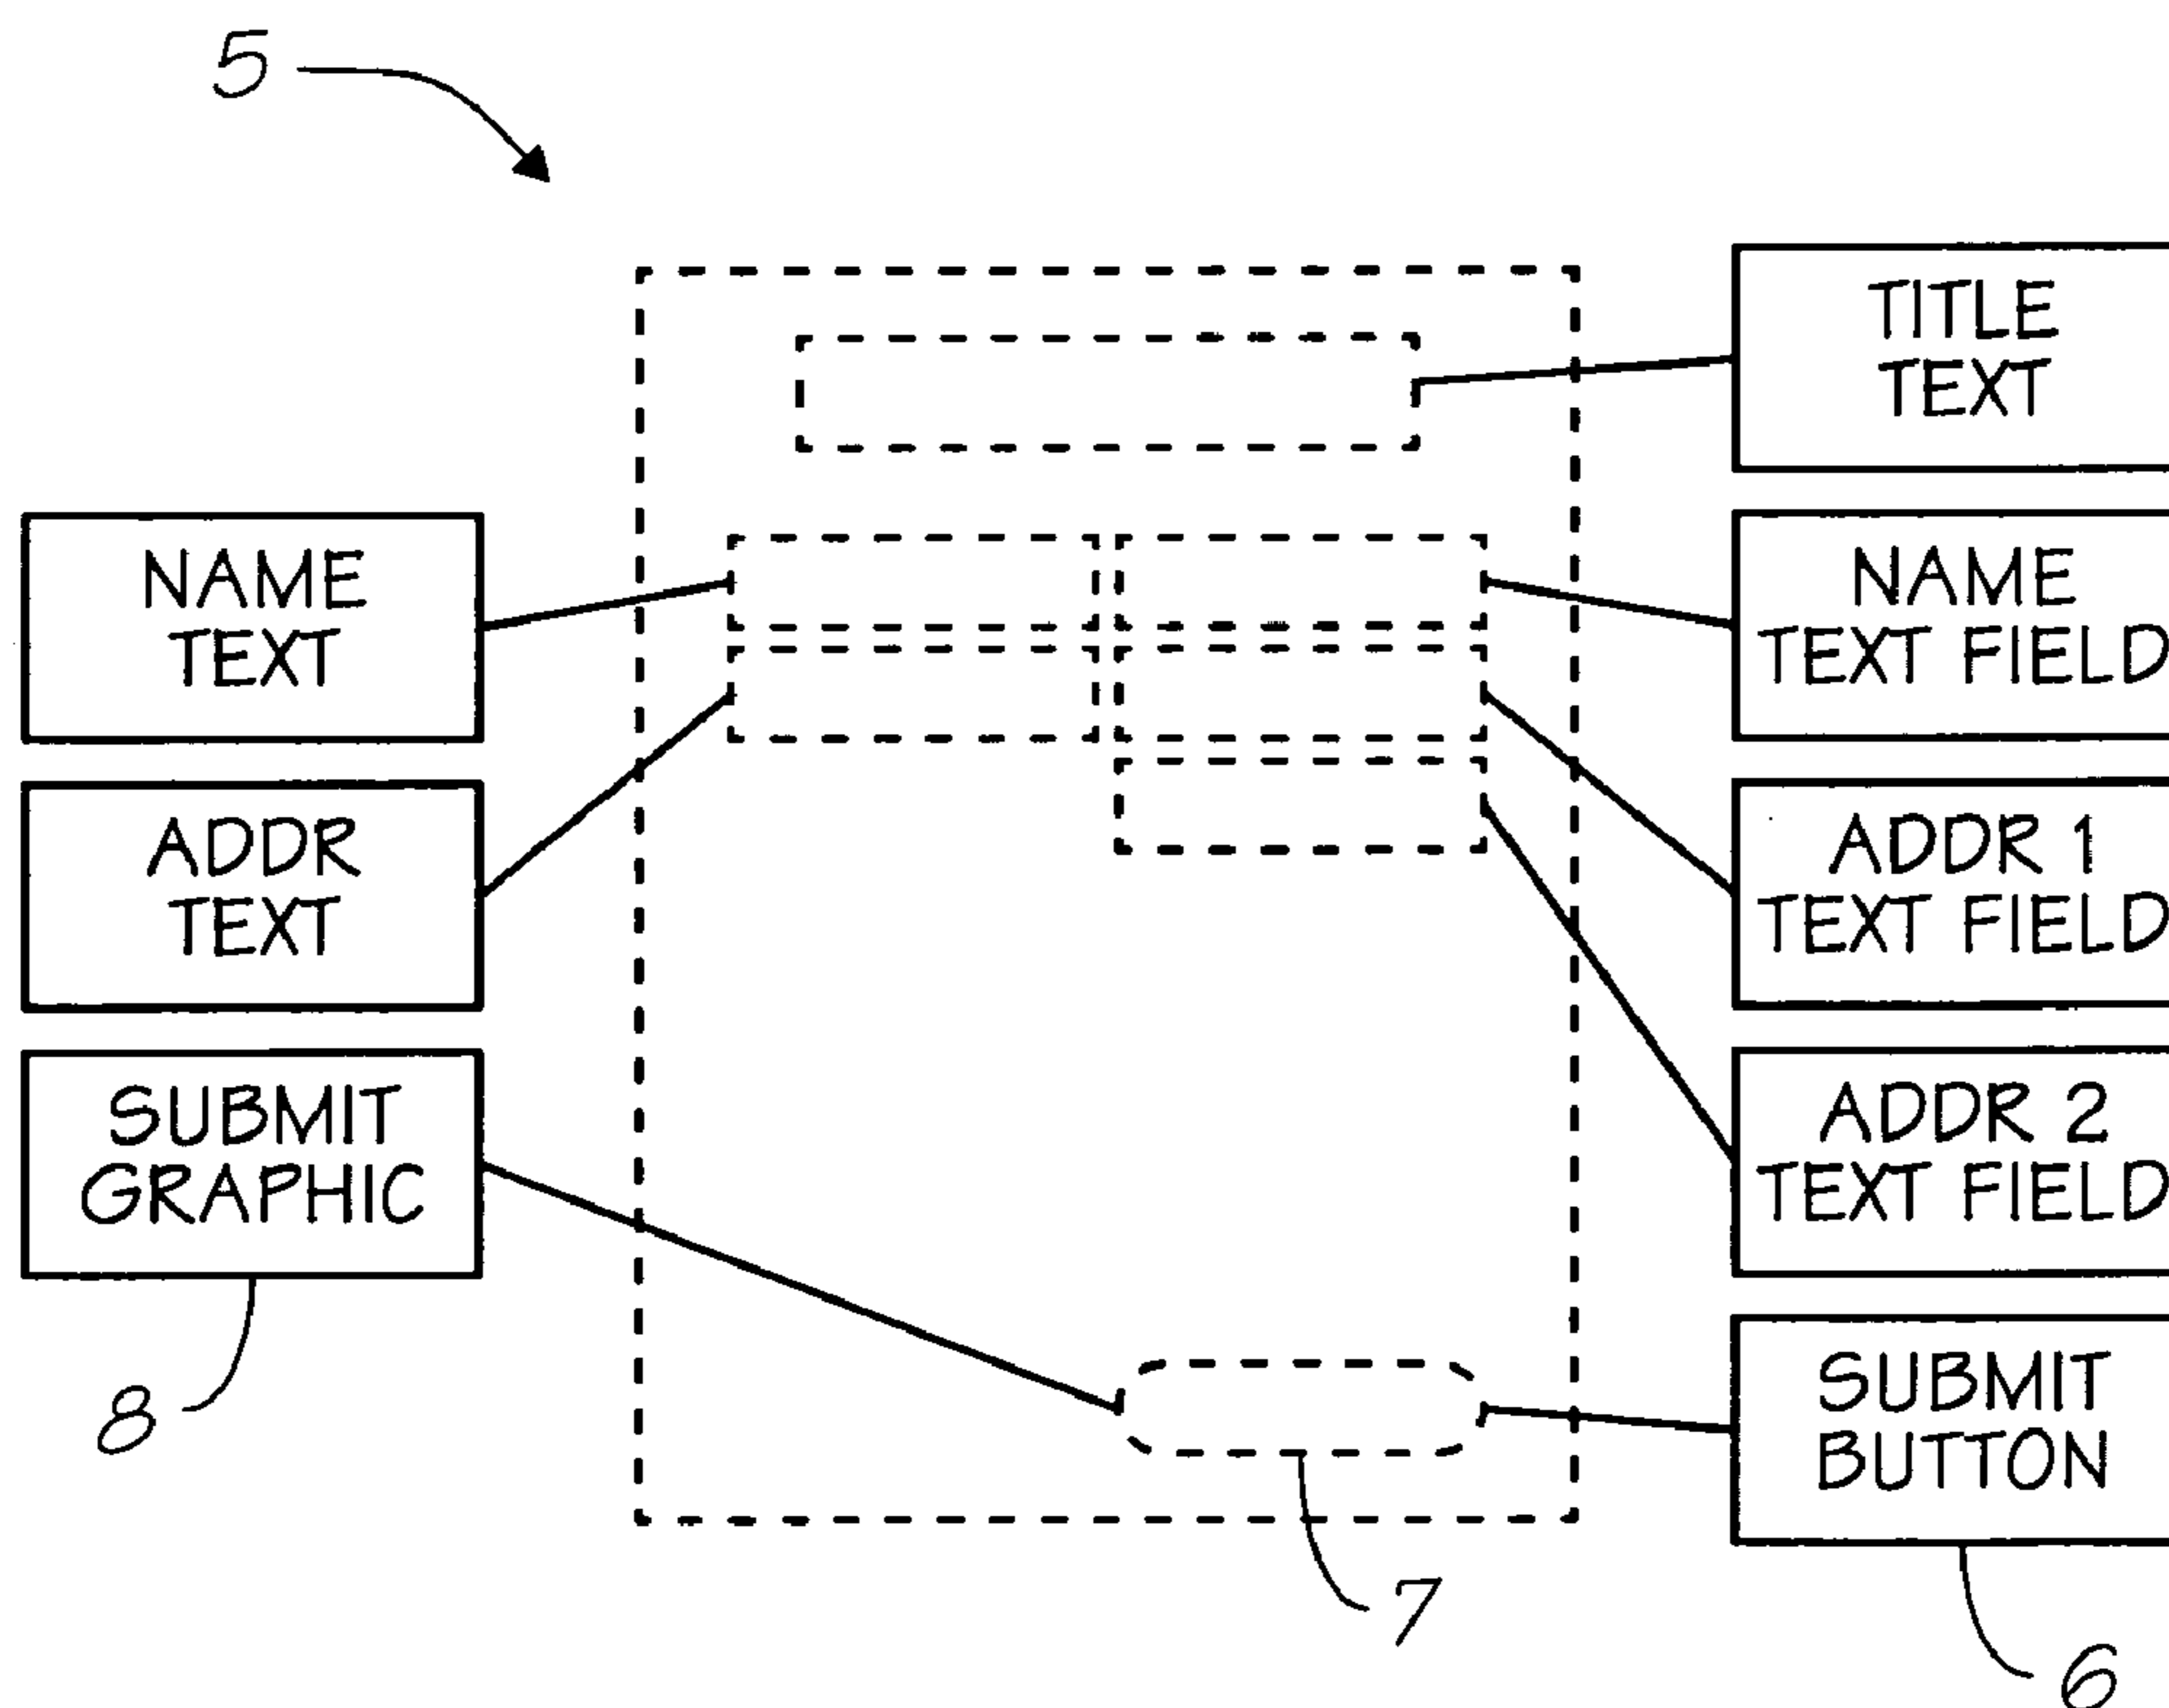 5
TITLE
TEXT
NAME
TEXT
NAME
TEXT FIELD
ADDR
TEXT
ADDR 1
TEXT FIELD
SUBMIT
GRAPHIC
ADDR 2
TEXT FIELD
SUBMIT
BUTTON
8
7
6